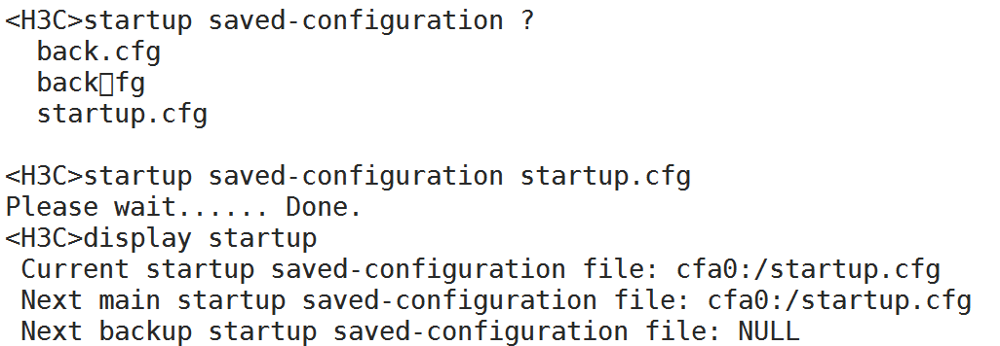 <H3C>startup saved-configuration ?
  back.cfg
  back▯fg
  startup.cfg

<H3C>startup saved-configuration startup.cfg
Please wait...... Done.
<H3C>display startup
 Current startup saved-configuration file: cfa0:/startup.cfg
 Next main startup saved-configuration file: cfa0:/startup.cfg
 Next backup startup saved-configuration file: NULL